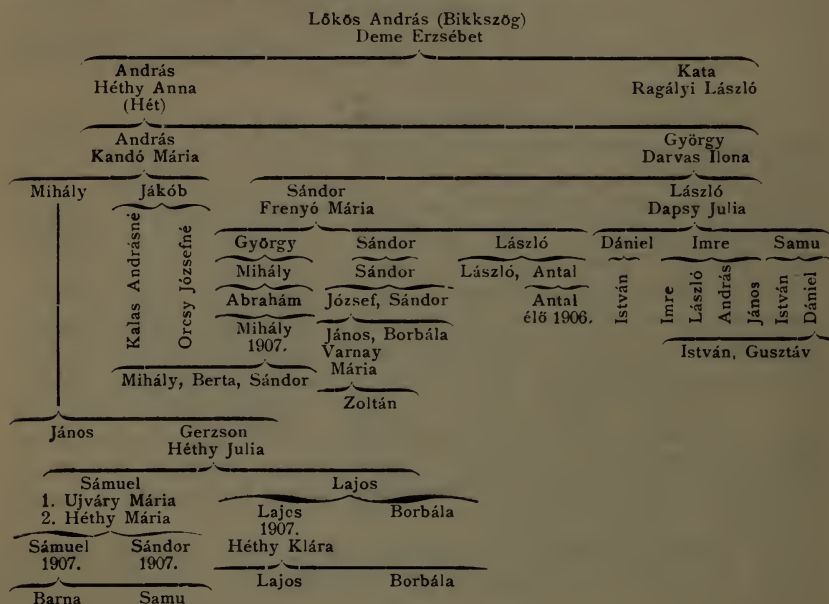 Lőkös András (Bikkszög)
Deme Erzsébet
András Kata
Héthy Anna Ragályi László
(Hét)
András György
Kandó Mária Darvas Ilona
Mihály Jákób Sándor László
Frenyó Mária Dapsy Julia
Kalas Andrásné
Orcsy Józsefné
György Sándor László Dániel Imre Samu
Mihály Sándor László, Antal
István
Imre
László
András
János
István
Dániel
Abrahám József, Sándor Antal
élő 1906.
Mihály János, Borbála
1907. Varnay
Mária
István, Gusztáv
Mihály, Berta, Sándor
Zoltán
János Gerzson
Héthy Julia
Sámuel Lajos
1. Ujváry Mária
2. Héthy Mária
Lajcs Borbála
1907.
Sámuel Sándor Héthy Klára
1907. 1907.
Lajos Borbála
Barna Samu